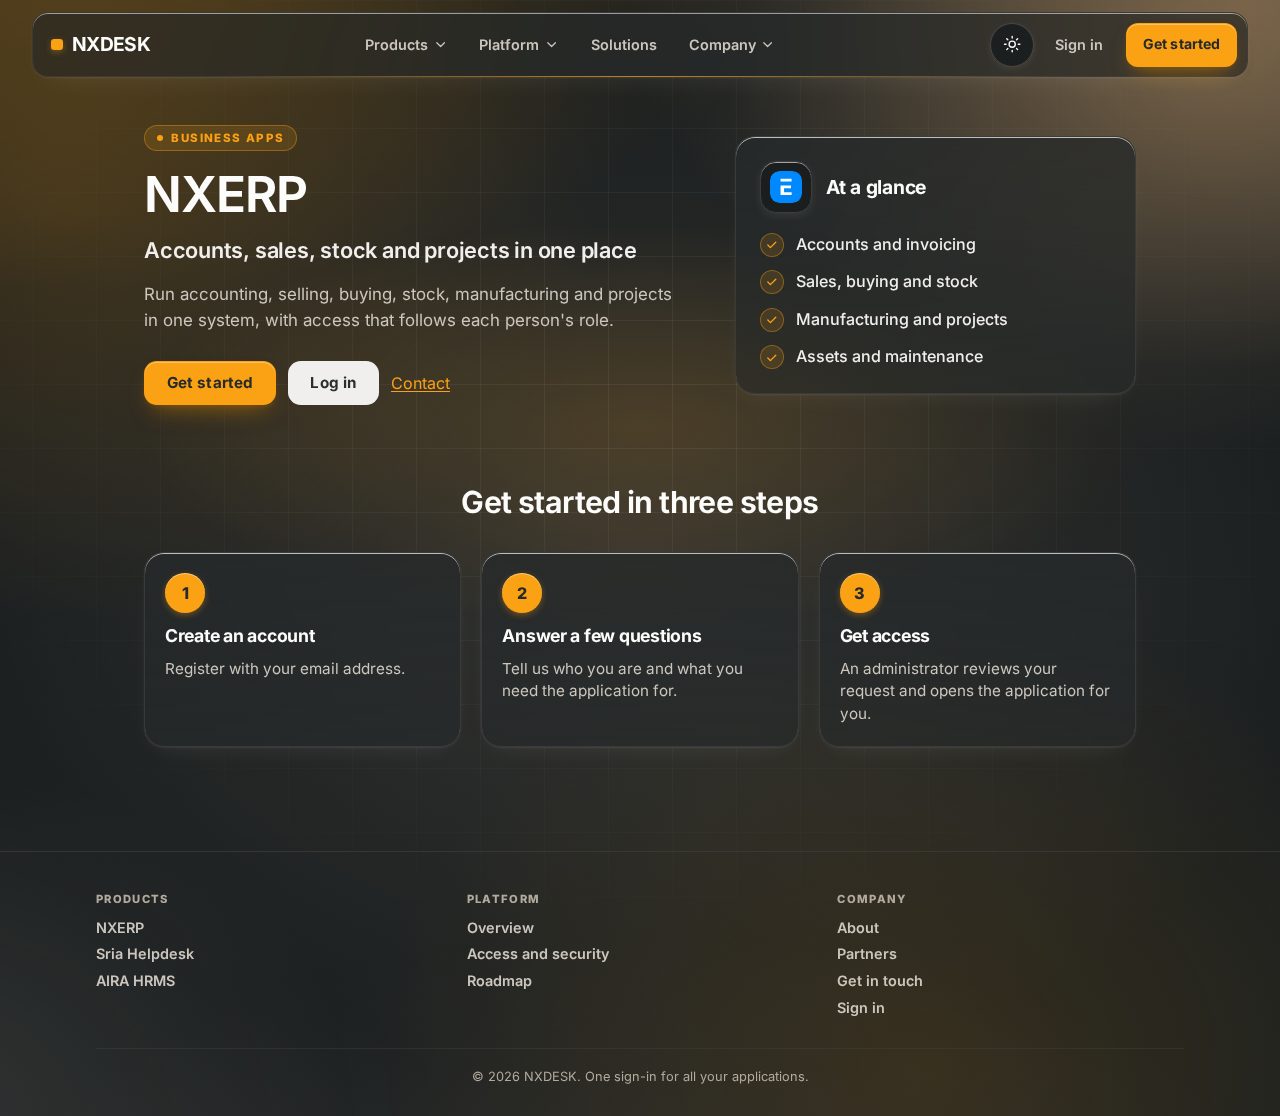 NXDESK
Products
Platform
Solutions
Company
Sign in
Get started
BUSINESS APPS
NXERP
Accounts, sales, stock and projects in one place
Run accounting, selling, buying, stock, manufacturing and projects
in one system, with access that follows each person's role.
Get started
Log in
Contact
E
At a glance
Accounts and invoicing
Sales, buying and stock
Manufacturing and projects
Assets and maintenance
Get started in three steps
1
Create an account
Register with your email address.
2
Answer a few questions
Tell us who you are and what you
need the application for.
3
Get access
An administrator reviews your
request and opens the application for
you.
PRODUCTS
NXERP
Sria Helpdesk
AIRA HRMS
PLATFORM
Overview
Access and security
Roadmap
COMPANY
About
Partners
Get in touch
Sign in
© 2026 NXDESK. One sign-in for all your applications.